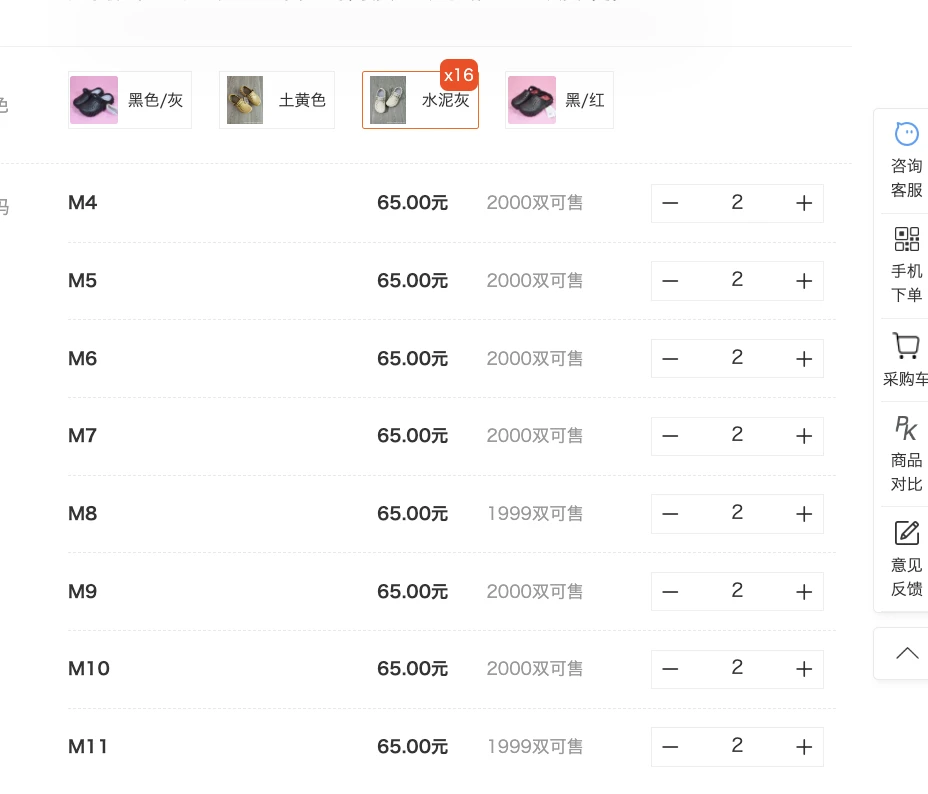 色
x16
黑色/灰
土黄色
水泥灰
黑/红
码
M4 65.00元 2000双可售 — 2 +
M5 65.00元 2000双可售 — 2 +
M6 65.00元 2000双可售 — 2 +
M7 65.00元 2000双可售 — 2 +
M8 65.00元 1999双可售 — 2 +
M9 65.00元 2000双可售 — 2 +
M10 65.00元 2000双可售 — 2 +
M11 65.00元 1999双可售 — 2 +
咨询
客服
手机
下单
采购车
PK
商品
对比
意见
反馈